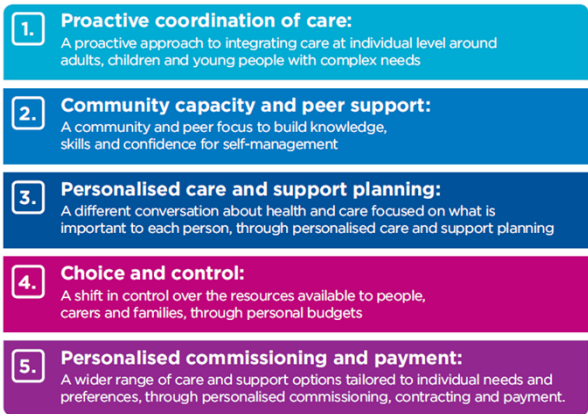 1. Proactive coordination of care:
A proactive approach to integrating care at individual level around
adults, children and young people with complex needs
2. Community capacity and peer support:
A community and peer focus to build knowledge,
skills and confidence for self-management
3. Personalised care and support planning:
A different conversation about health and care focused on what is
important to each person, through personalised care and support planning
4. Choice and control:
A shift in control over the resources available to people,
carers and families, through personal budgets
5. Personalised commissioning and payment:
A wider range of care and support options tailored to individual needs and
preferences, through personalised commissioning, contracting and payment.